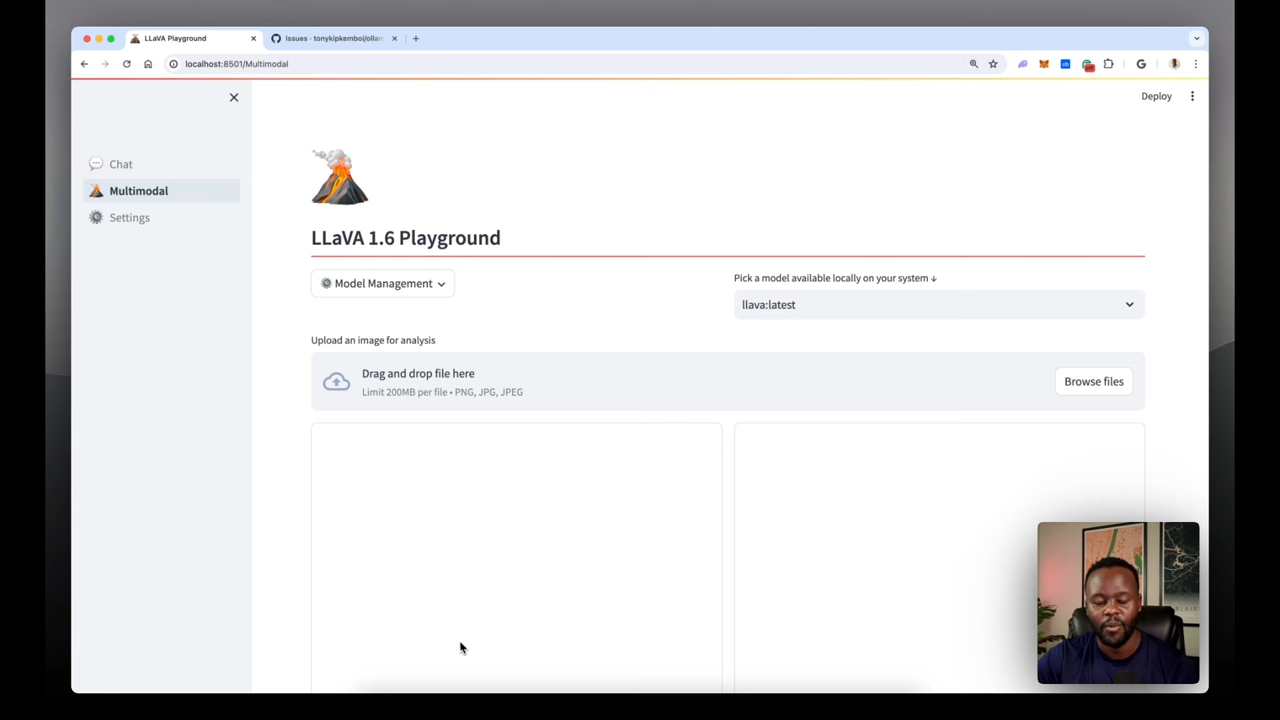 LLaVA Playground
Issues · tonykipkemboi/ollam
localhost:8501/Multimodal
Deploy
Chat
Multimodal
Settings
LLaVA 1.6 Playground
Model Management
Pick a model available locally on your system ↓
llava:latest
Upload an image for analysis
Drag and drop file here
Limit 200MB per file • PNG, JPG, JPEG
Browse files